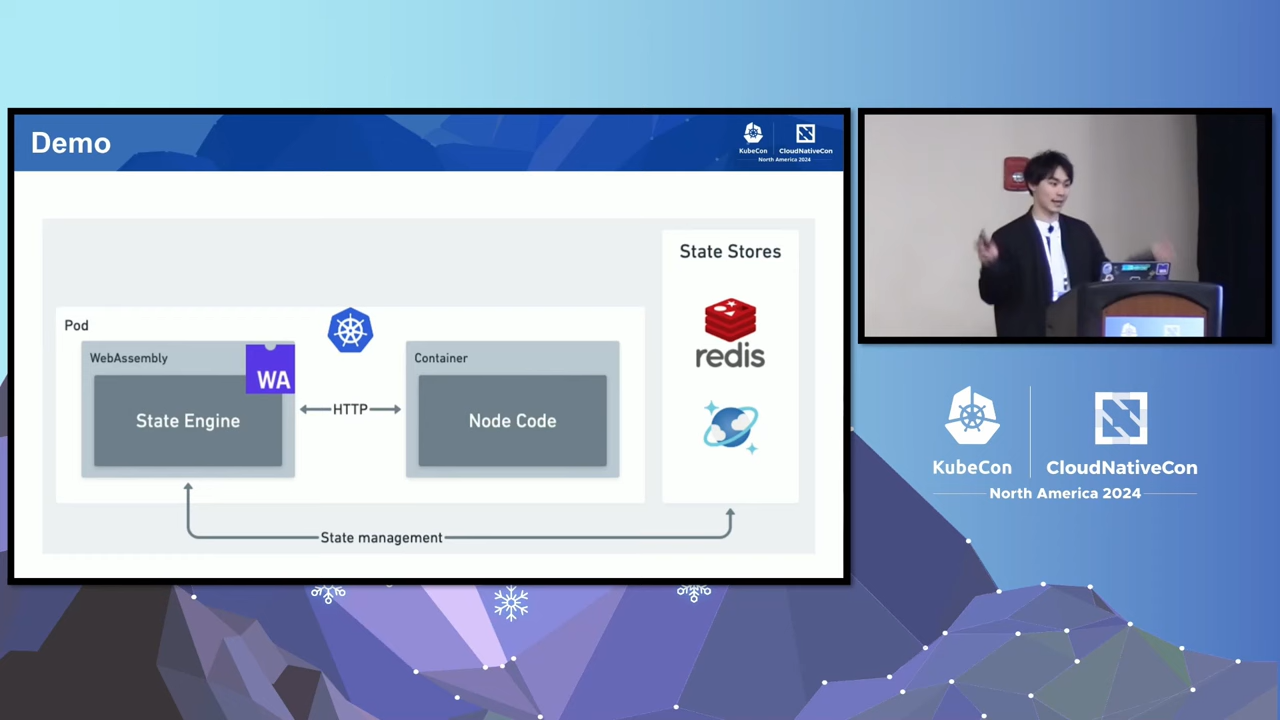 Demo
KubeCon
CloudNativeCon
North America 2024
State Stores
redis
Pod
WebAssembly
WA
State Engine
HTTP
Container
Node Code
State management
KubeCon
CloudNativeCon
North America 2024